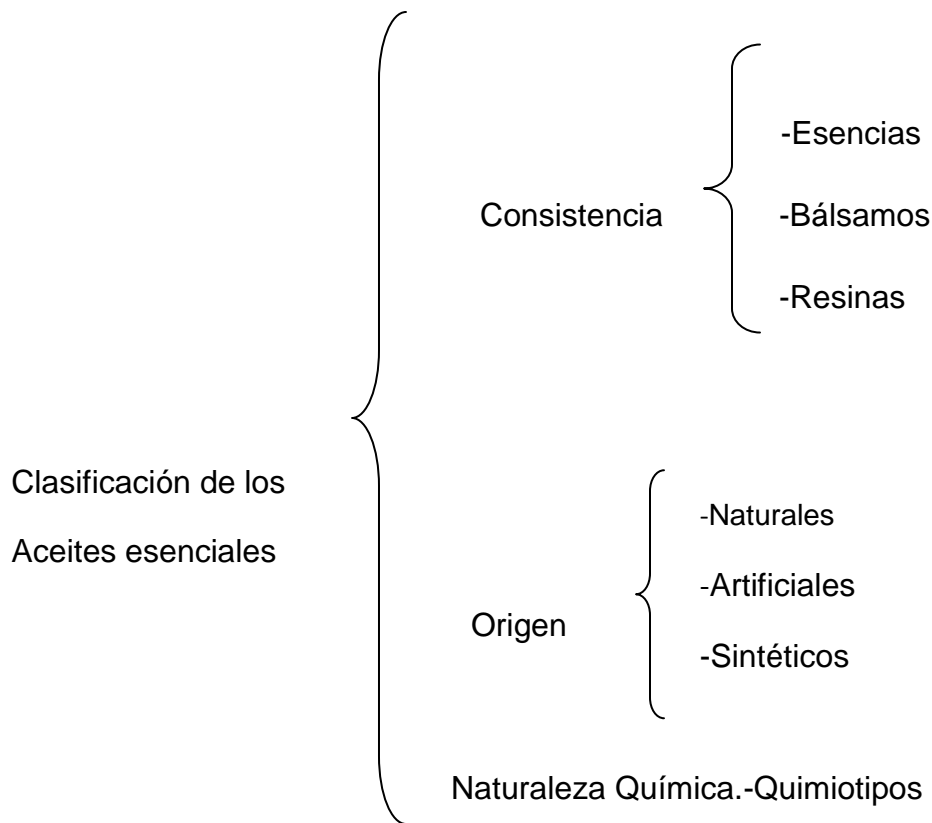 -Esencias
Consistencia
-Bálsamos
-Resinas
Clasificación de los
Aceites esenciales
-Naturales
-Artificiales
Origen
-Sintéticos
Naturaleza Química.-Quimiotipos